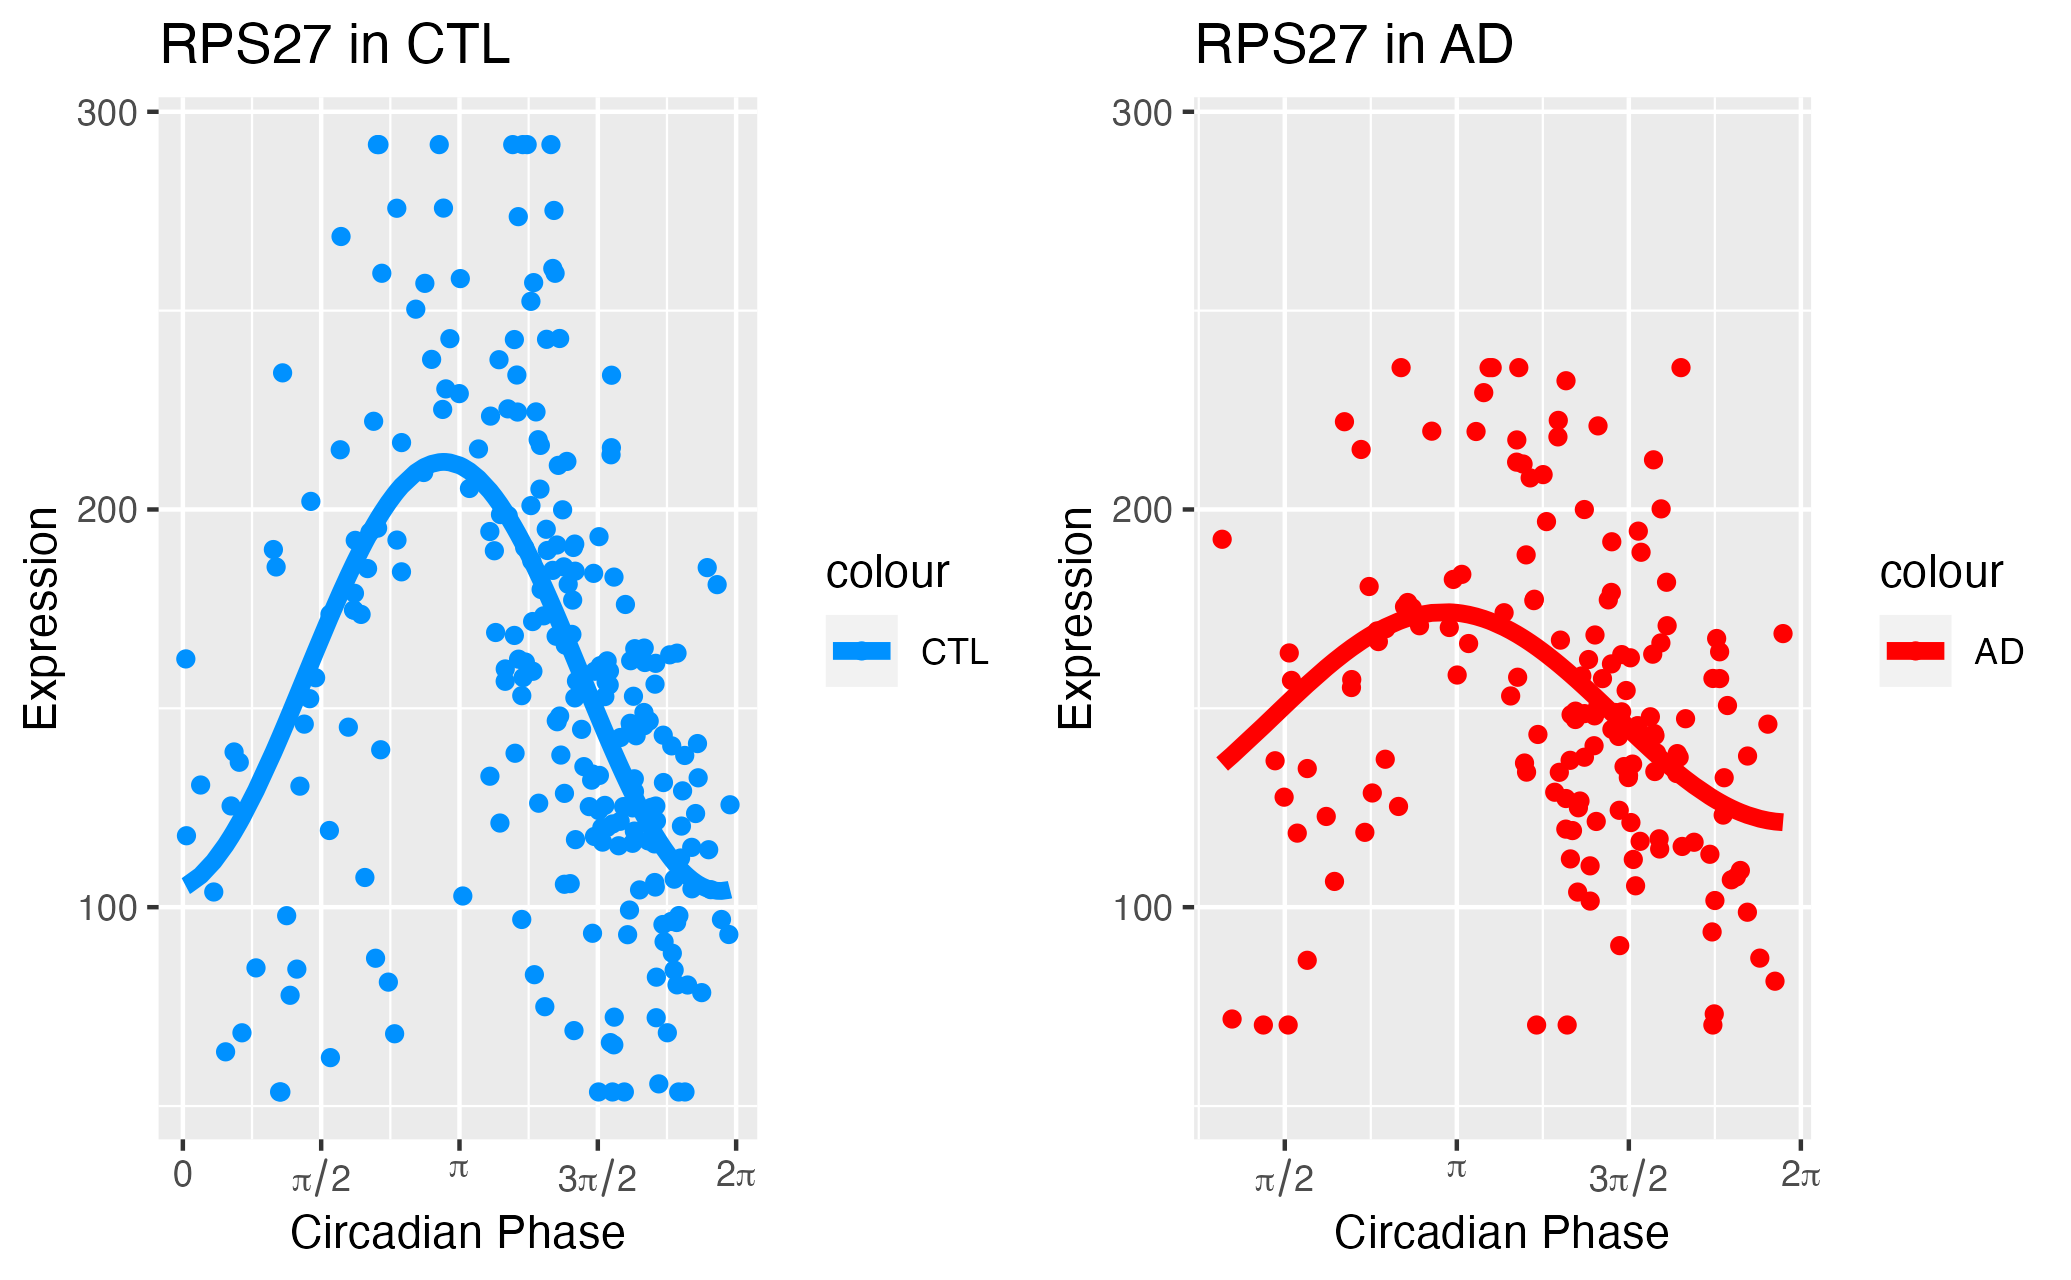 RPS27 in CTL
300
200
100
Expression
0
π/2
π
3π/2
2π
Circadian Phase
colour
CTL
RPS27 in AD
300
200
100
Expression
π/2
π
3π/2
2π
Circadian Phase
colour
AD